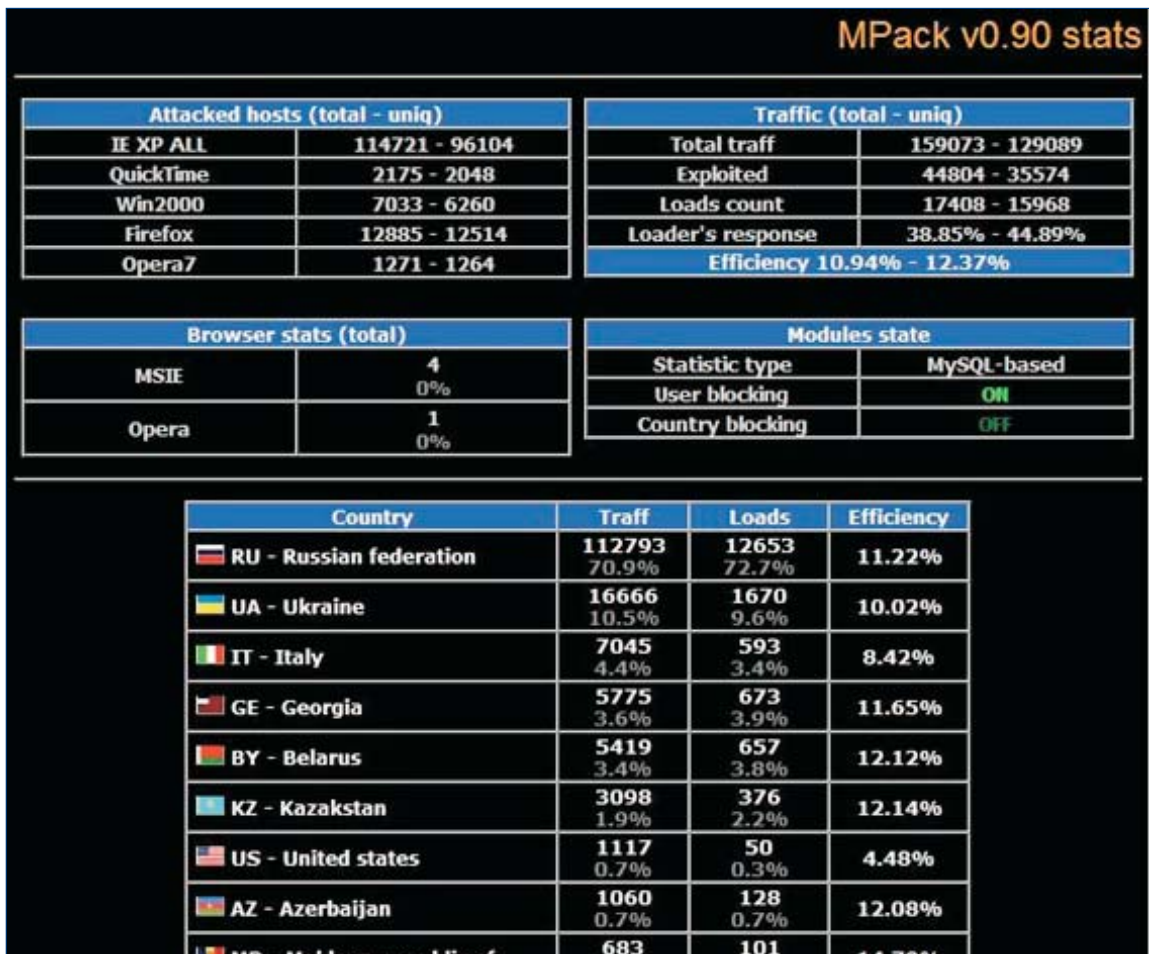 MPack v0.90 stats
Attacked hosts (total - uniq)
IE XP ALL 114721 - 96104
QuickTime 2175 - 2048
Win2000 7033 - 6260
Firefox 12885 - 12514
Opera7 1271 - 1264
Traffic (total - uniq)
Total traff 159073 - 129089
Exploited 44804 - 35574
Loads count 17408 - 15968
Loader's response 38.85% - 44.89%
Efficiency 10.94% - 12.37%
Browser stats (total)
MSIE 4
0%
Opera 1
0%
Modules state
Statistic type MySQL-based
User blocking ON
Country blocking OFF
Country Traff Loads Efficiency
RU - Russian federation 112793 12653 11.22%
70.9% 72.7%
UA - Ukraine 16666 1670 10.02%
10.5% 9.6%
IT - Italy 7045 593 8.42%
4.4% 3.4%
GE - Georgia 5775 673 11.65%
3.6% 3.9%
BY - Belarus 5419 657 12.12%
3.4% 3.8%
KZ - Kazakstan 3098 376 12.14%
1.9% 2.2%
US - United states 1117 50 4.48%
0.7% 0.3%
AZ - Azerbaijan 1060 128 12.08%
0.7% 0.7%
683 101